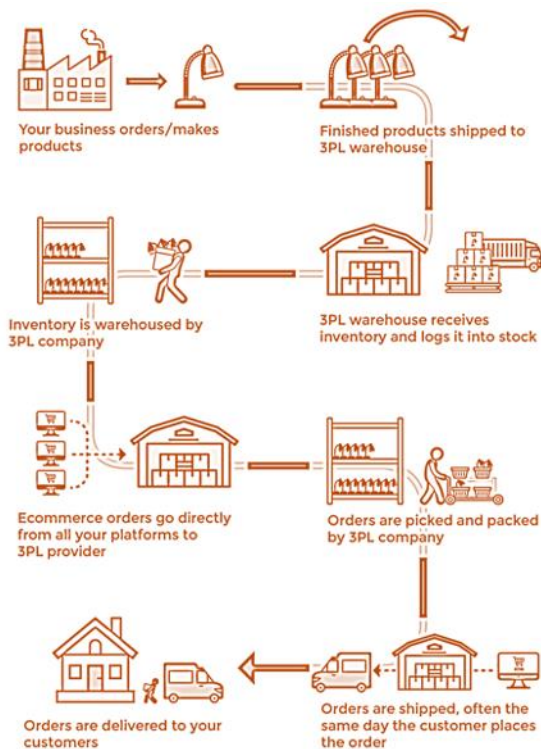 Your business orders/makes
products
Finished products shipped to
3PL warehouse
Inventory is warehoused by
3PL company
3PL warehouse receives
inventory and logs it into stock
Ecommerce orders go directly
from all your platforms to
3PL provider
Orders are picked and packed
by 3PL company
Orders are delivered to your
customers
Orders are shipped, often the
same day the customer places
the order